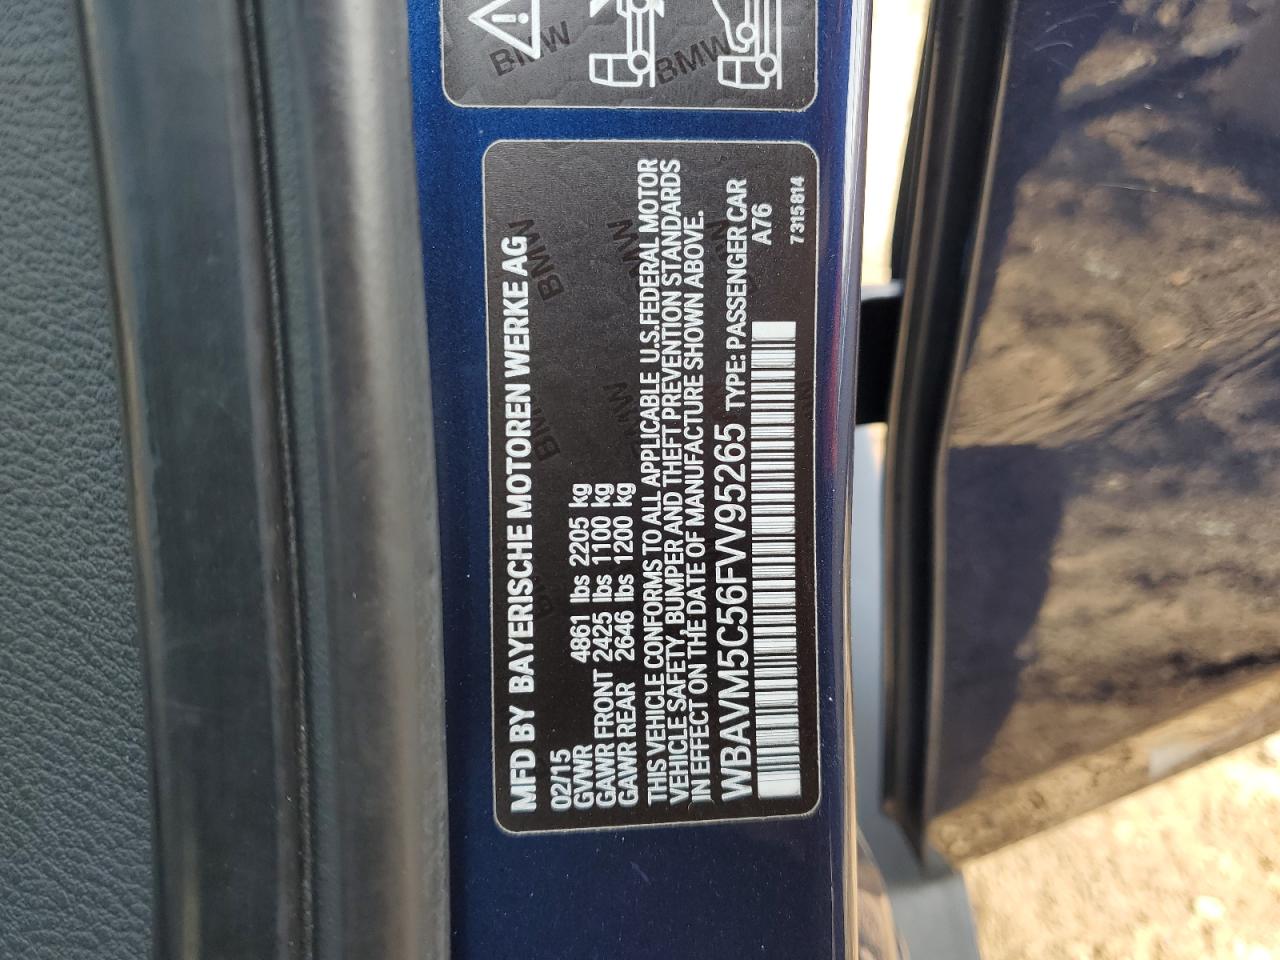 BMW BMW
MFD BY BAYERISCHE MOTOREN WERKE AG
02/15
GVWR 4861 lbs 2205 kg
GAWR FRONT 2425 lbs 1100 kg
GAWR REAR 2646 lbs 1200 kg
THIS VEHICLE CONFORMS TO ALL APPLICABLE U.S.FEDERAL MOTOR
VEHICLE SAFETY, BUMPER AND THEFT PREVENTION STANDARDS
IN EFFECT ON THE DATE OF MANUFACTURE SHOWN ABOVE.
WBAVM5C56FVV95265 TYPE: PASSENGER CAR
A76
7315814